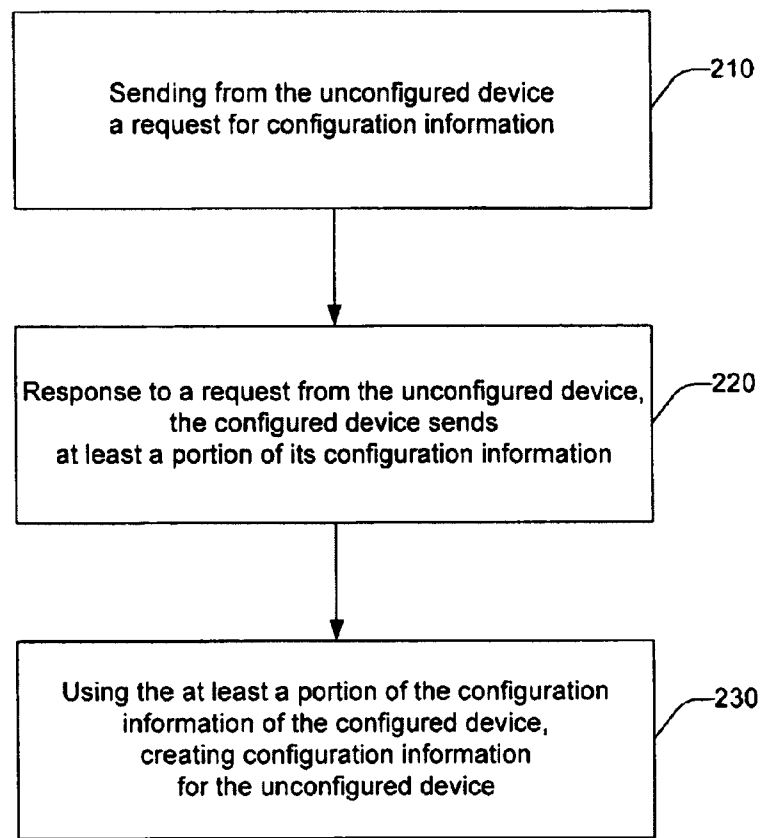 Sending from the unconfigured device
a request for configuration information
210
Response to a request from the unconfigured device,
the configured device sends
at least a portion of its configuration information
220
Using the at least a portion of the configuration
information of the configured device,
creating configuration information
for the unconfigured device
230